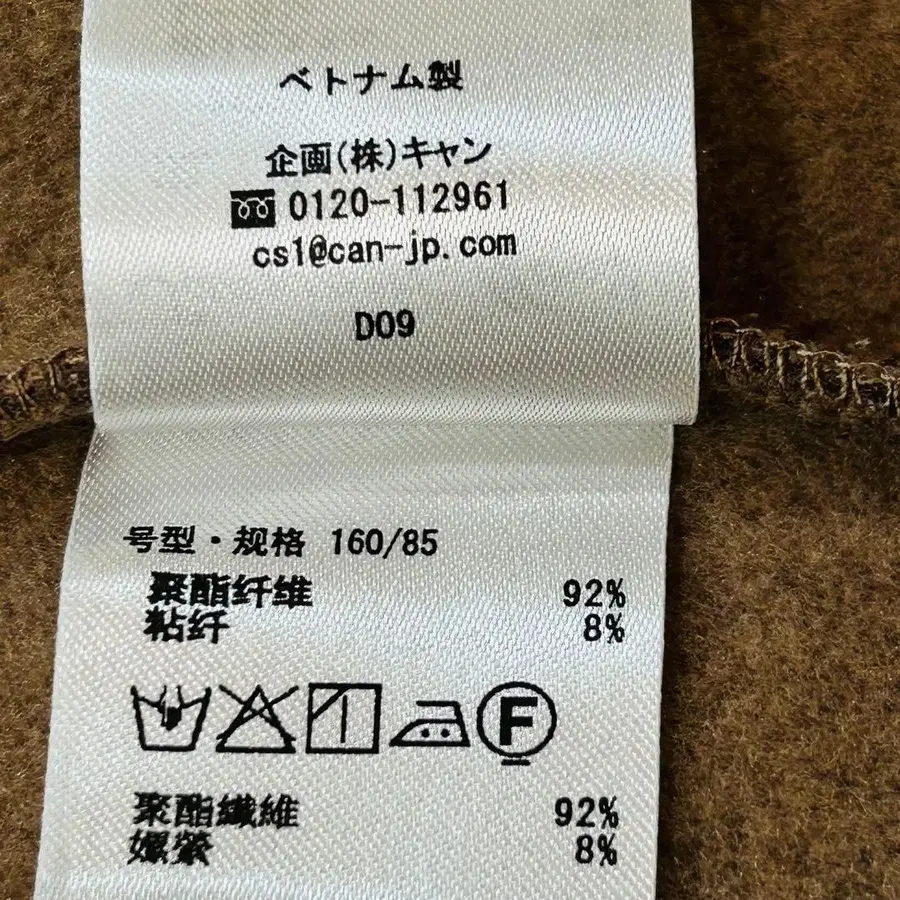 ベトナム製
企画(株)キャン
0120-112961
cs1@can-jp.com
D09
号型・规格 160/85
聚酯纤维 92%
粘纤 8%
F
聚酯纖維 92%
嫘縈 8%